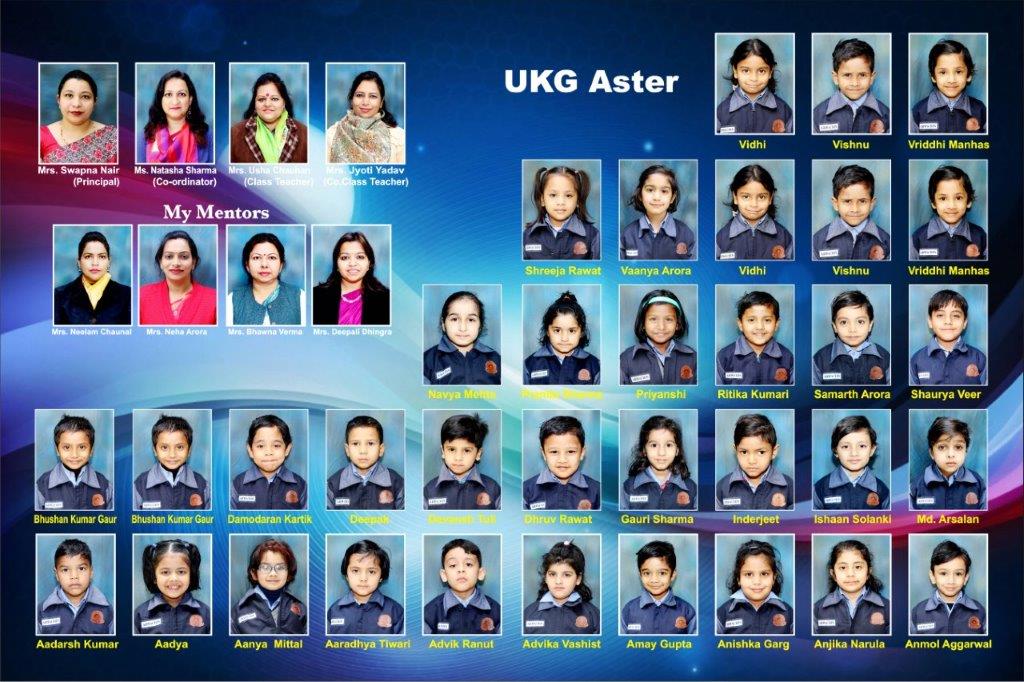 UKG Aster
Vidhi Vishnu Vriddhi Manhas
Mrs. Swapna Nair Ms. Natasha Sharma Mrs. Usha Chauhan Mrs. Jyoti Yadav
(Principal) (Co-ordinator) (Class Teacher) (Co.Class Teacher)
My Mentors
Shreeja Rawat Vaanya Arora Vidhi Vishnu Vriddhi Manhas
Mrs. Neelam Chaunal Mrs. Neha Arora Mrs. Bhawna Verma Mrs. Deepali Dhingra
Navya Mehta Sharma Priyanshi Ritika Kumari Samarth Arora Shaurya Veer
Bhushan Kumar Gaur Bhushan Kumar Gaur Damodaran Kartik Deepak Devansh Tuli Dhruv Rawat Gauri Sharma Inderjeet Ishaan Solanki Md. Arsalan
Aadarsh Kumar Aadya Aanya Mittal Aaradhya Tiwari Advik Ranut Advika Vashist Amay Gupta Anishka Garg Anjika Narula Anmol Aggarwal